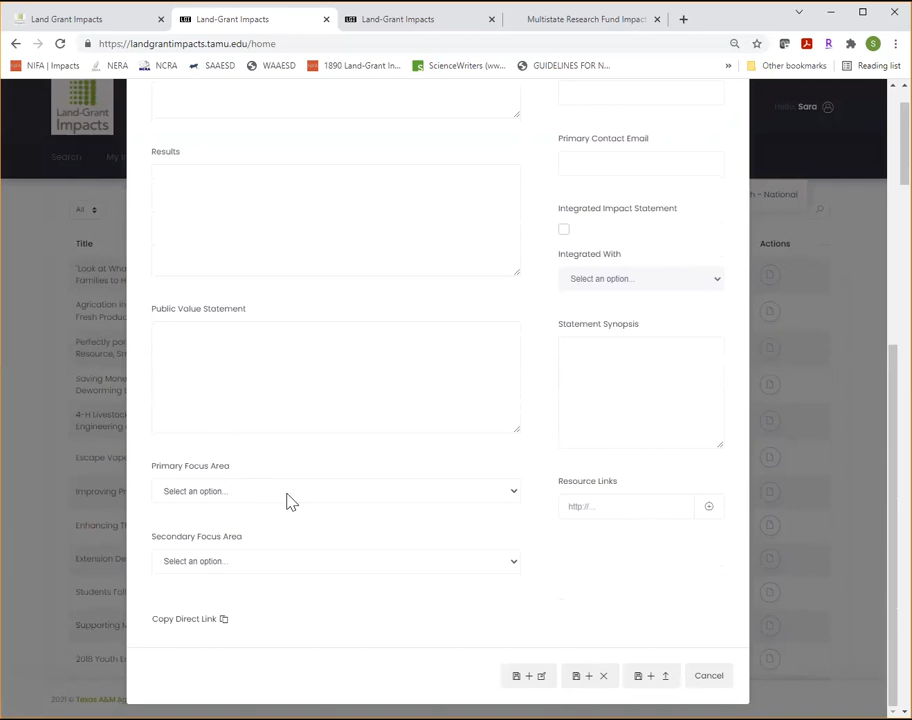 Land Grant Impacts
LGI Land-Grant Impacts
LGI Land-Grant Impacts
Multistate Research Fund Impac
https://landgrantimpacts.tamu.edu/home
S
NIFA | Impacts
NERA
NCRA
SAAESD
WAAESD
1890 Land-Grant In...
ScienceWriters (ww...
GUIDELINES FOR N...
»
Other bookmarks
Reading list
Land-Grant
Impacts
Hello, Sara
Search
My I
h - National
All
Title
Actions
"Look at Wha
Families to H
Agrication in
Fresh Produc
Perfectly por
Resource, Sm
Saving Mone
Deworming t
4-H Livestock
Engineering
Escape Vape
Improving Pr
Enhancing Th
Extension De
Students Fall
Supporting M
2018 Youth En
2021 © Texas A&M Ag
Results
Public Value Statement
Primary Focus Area
Select an option...
Secondary Focus Area
Select an option...
Copy Direct Link
Primary Contact Email
Integrated Impact Statement
Integrated With
Select an option...
Statement Synopsis
Resource Links
http://...
+
+
+
Cancel